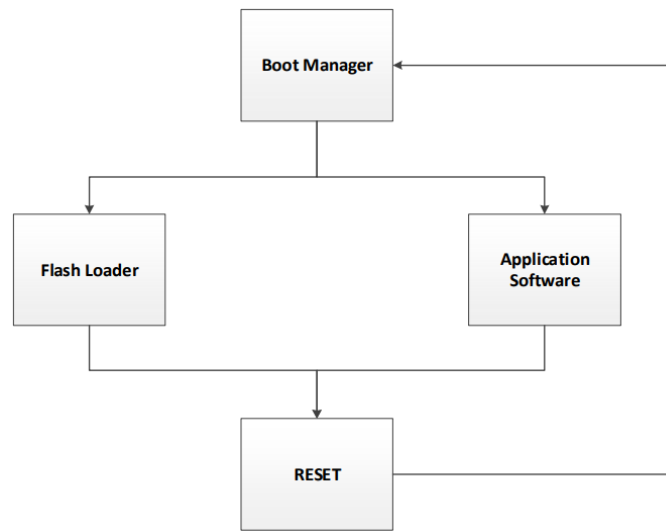 Boot Manager
Flash Loader
Application
Software
RESET